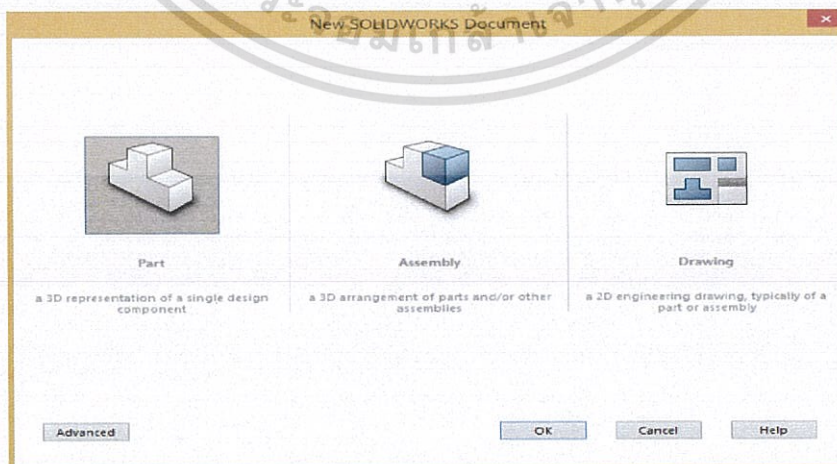 New SOLIDWORKS Document
Part
a 3D representation of a single design
component
Assembly
a 3D arrangement of parts and/or other
assemblies
Drawing
a 2D engineering drawing, typically of a
part or assembly
Advanced
OK
Cancel
Help